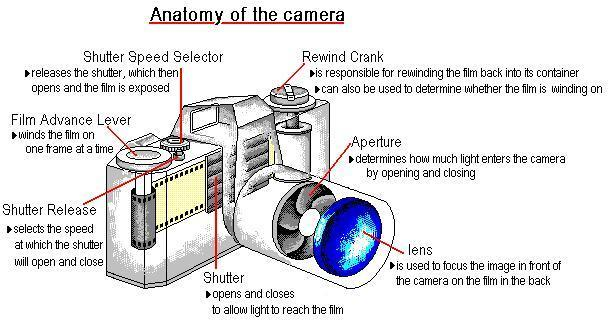 Anatomy of the camera
Shutter Speed Selector
releases the shutter, which then
opens and the film is exposed
Rewind Crank
is responsible for rewinding the film back into its container
can also be used to determine whether the film is winding on
Film Advance Lever
winds the film on
one frame at a time
Aperture
determines how much light enters the camera
by opening and closing
Shutter Release
selects the speed
at which the shutter
will open and close
lens
is used to focus the image in front of
the camera on the film in the back
Shutter
opens and closes
to allow light to reach the film